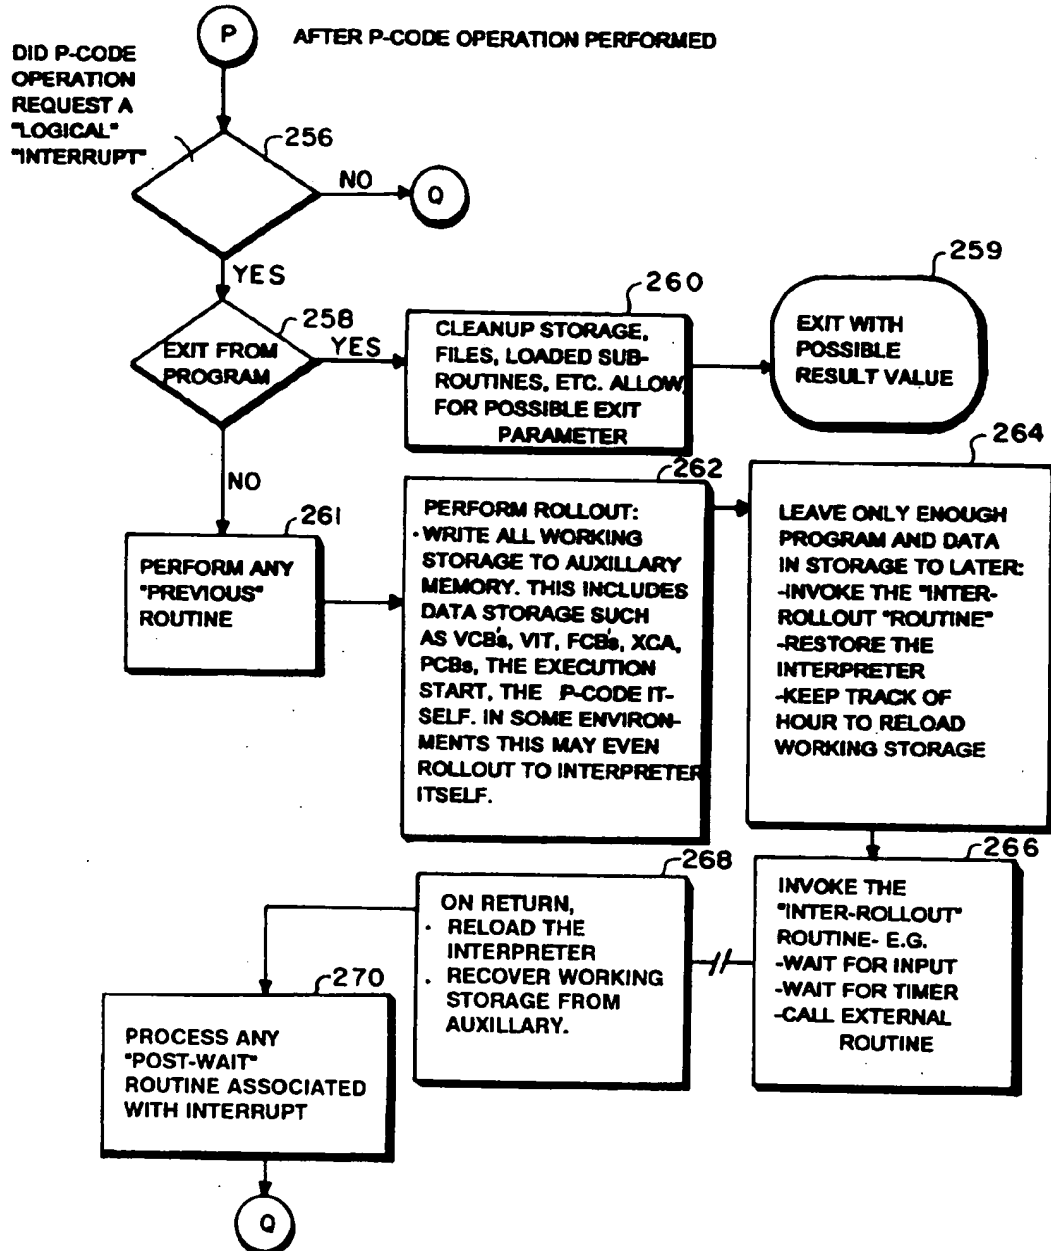 P
AFTER P-CODE OPERATION PERFORMED
DID P-CODE
OPERATION
REQUEST A
"LOGICAL"
"INTERRUPT"
256
NO
Q
YES
258
EXIT FROM
PROGRAM
YES
260
CLEANUP STORAGE,
FILES, LOADED SUB-
ROUTINES, ETC. ALLOW
FOR POSSIBLE EXIT
PARAMETER
259
EXIT WITH
POSSIBLE
RESULT VALUE
NO
261
PERFORM ANY
"PREVIOUS"
ROUTINE
262
PERFORM ROLLOUT:
·WRITE ALL WORKING
STORAGE TO AUXILLARY
MEMORY. THIS INCLUDES
DATA STORAGE SUCH
AS VCB's, VIT, FCB's, XCA,
PCBs, THE EXECUTION
START, THE P-CODE IT-
SELF. IN SOME ENVIRON-
MENTS THIS MAY EVEN
ROLLOUT TO INTERPRETER
ITSELF.
264
LEAVE ONLY ENOUGH
PROGRAM AND DATA
IN STORAGE TO LATER:
-INVOKE THE "INTER-
ROLLOUT "ROUTINE"
-RESTORE THE
INTERPRETER
-KEEP TRACK OF
HOUR TO RELOAD
WORKING STORAGE
266
INVOKE THE
"INTER-ROLLOUT"
ROUTINE- E.G.
-WAIT FOR INPUT
-WAIT FOR TIMER
-CALL EXTERNAL
ROUTINE
268
ON RETURN,
· RELOAD THE
INTERPRETER
· RECOVER WORKING
STORAGE FROM
AUXILLARY.
270
PROCESS ANY
"POST-WAIT"
ROUTINE ASSOCIATED
WITH INTERRUPT
Q